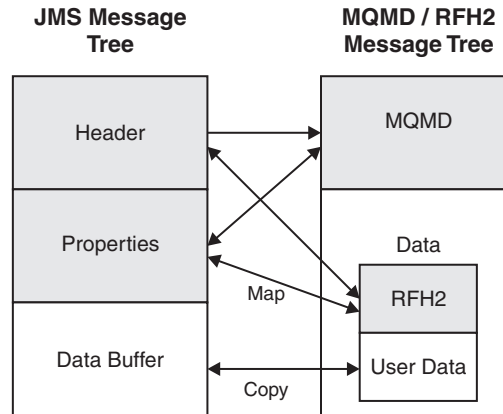 JMS Message
Tree
MQMD / RFH2
Message Tree
Header
MQMD
Properties
Data
Map
RFH2
Data Buffer
User Data
Copy